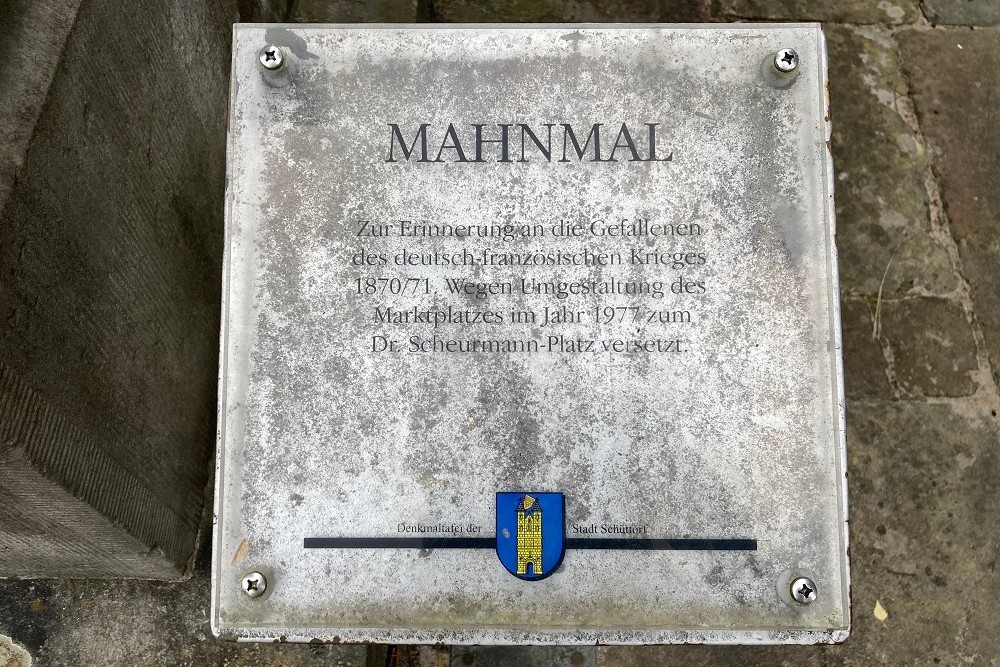 MAHNMAL
Zur Erinnerung an die Gefallenen
des deutsch-französischen Krieges
1870/71. Wegen Umgestaltung des
Marktplatzes im Jahr 1977 zum
Dr. Scheurmann-Platz versetzt.
Denkmaltafel der Stadt Schüttorf